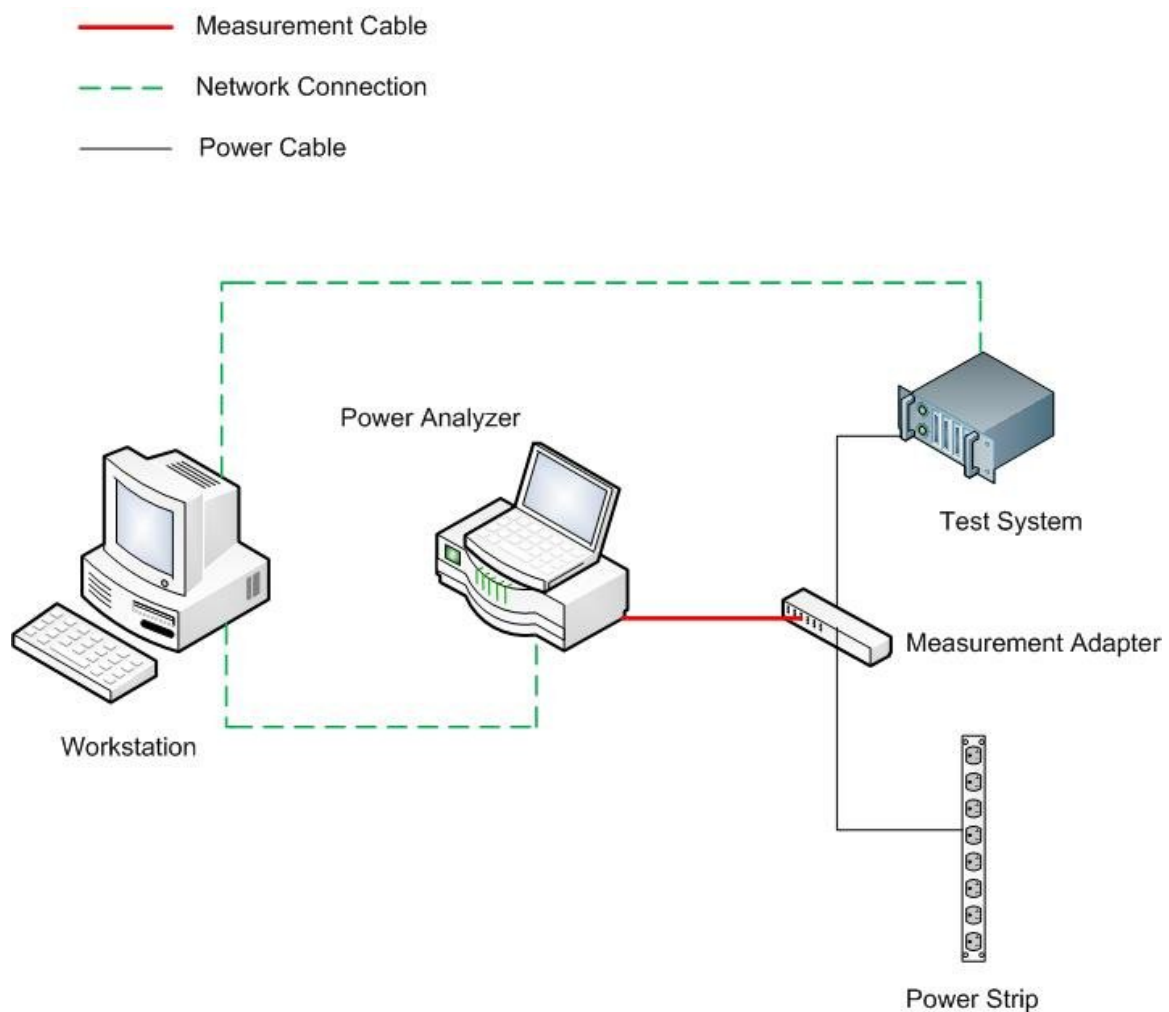 Measurement Cable
Network Connection
Power Cable
Power Analyzer
Test System
Measurement Adapter
Workstation
Power Strip